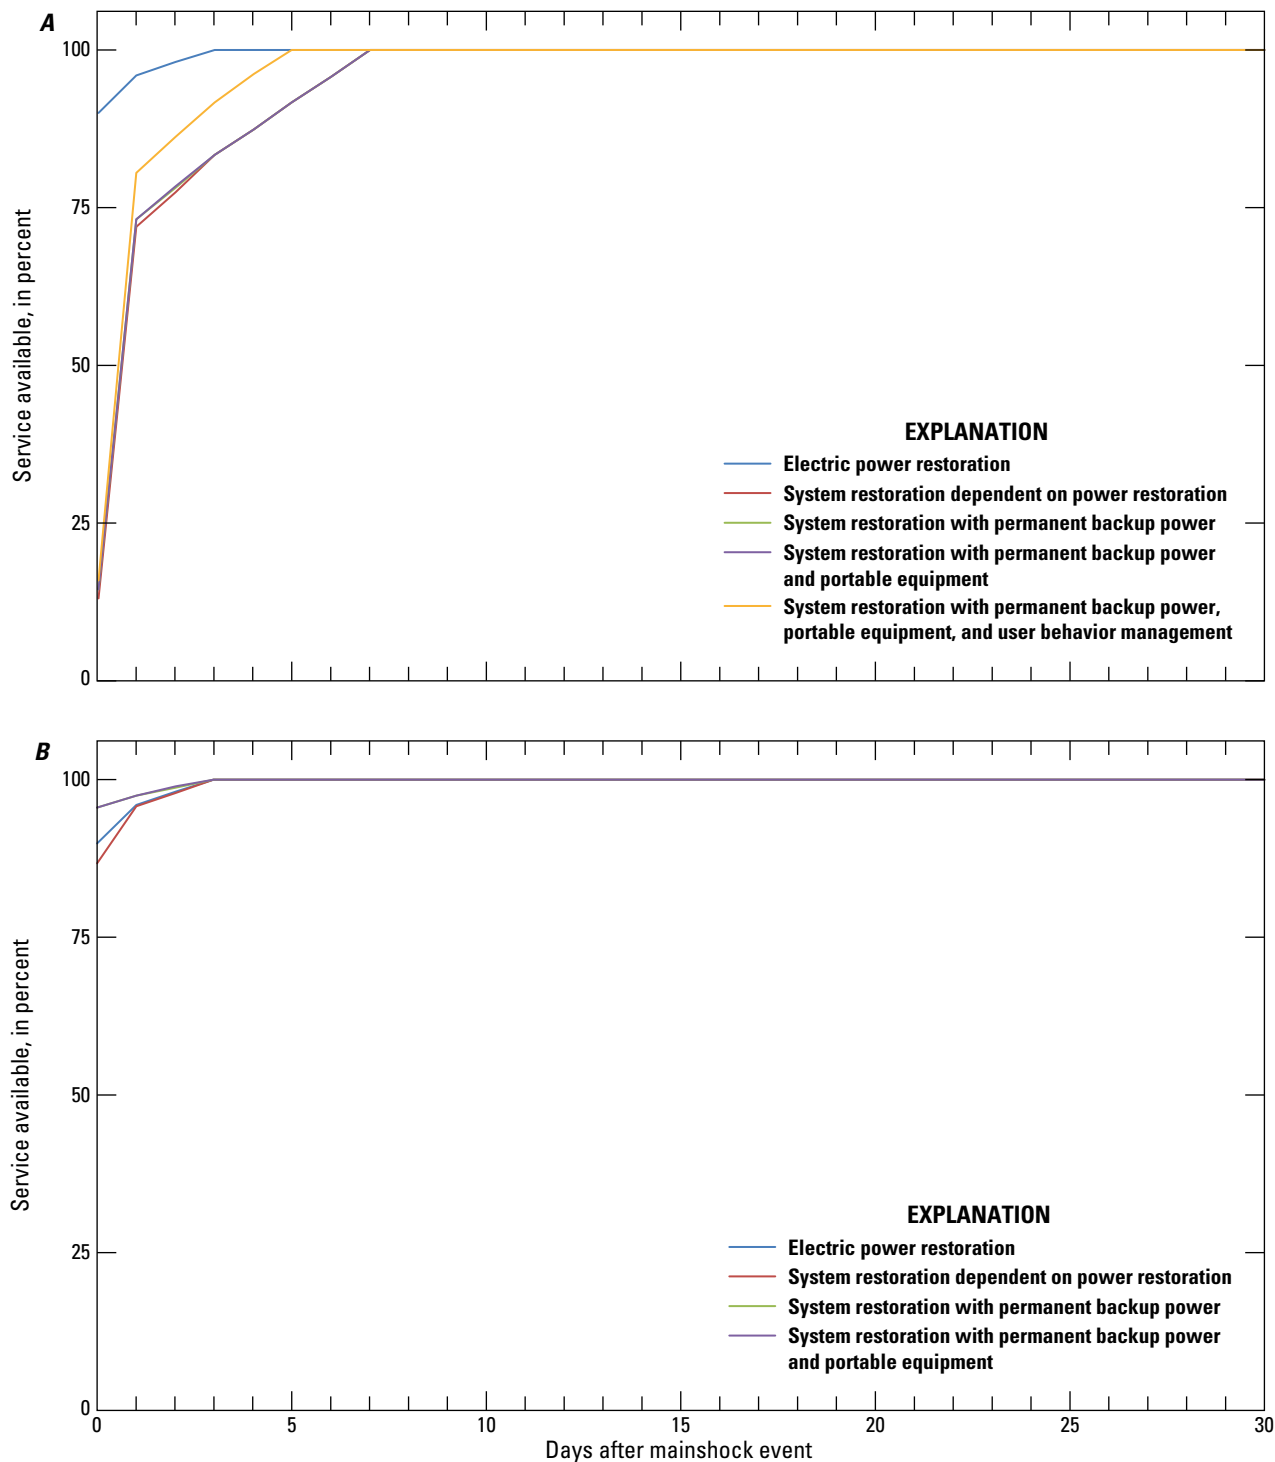 A
100
75
50
25
0
Service available, in percent
EXPLANATION
Electric power restoration
System restoration dependent on power restoration
System restoration with permanent backup power
System restoration with permanent backup power
and portable equipment
System restoration with permanent backup power,
portable equipment, and user behavior management
B
100
75
50
25
0
Service available, in percent
EXPLANATION
Electric power restoration
System restoration dependent on power restoration
System restoration with permanent backup power
System restoration with permanent backup power
and portable equipment
0 5 10 15 20 25 30
Days after mainshock event